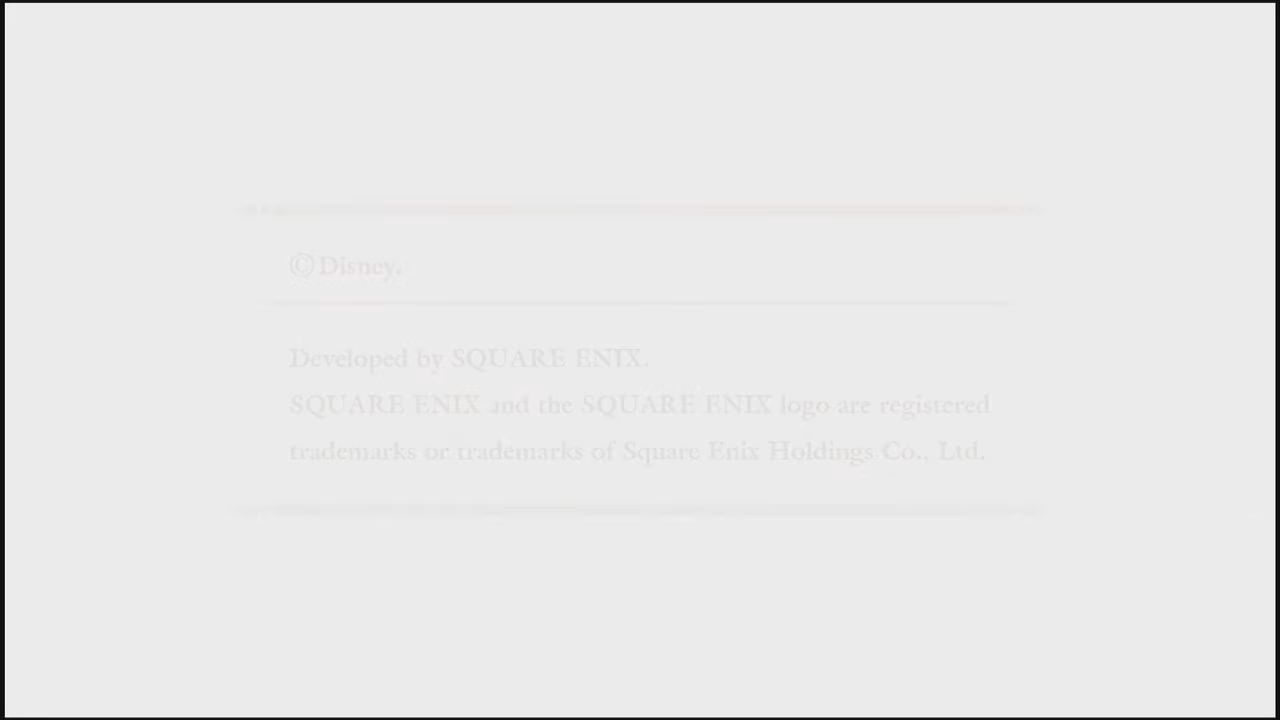 ©Disney.
Developed by SQUARE ENIX.
SQUARE ENIX and the SQUARE ENIX logo are registered
trademarks or trademarks of Square Enix Holdings Co., Ltd.